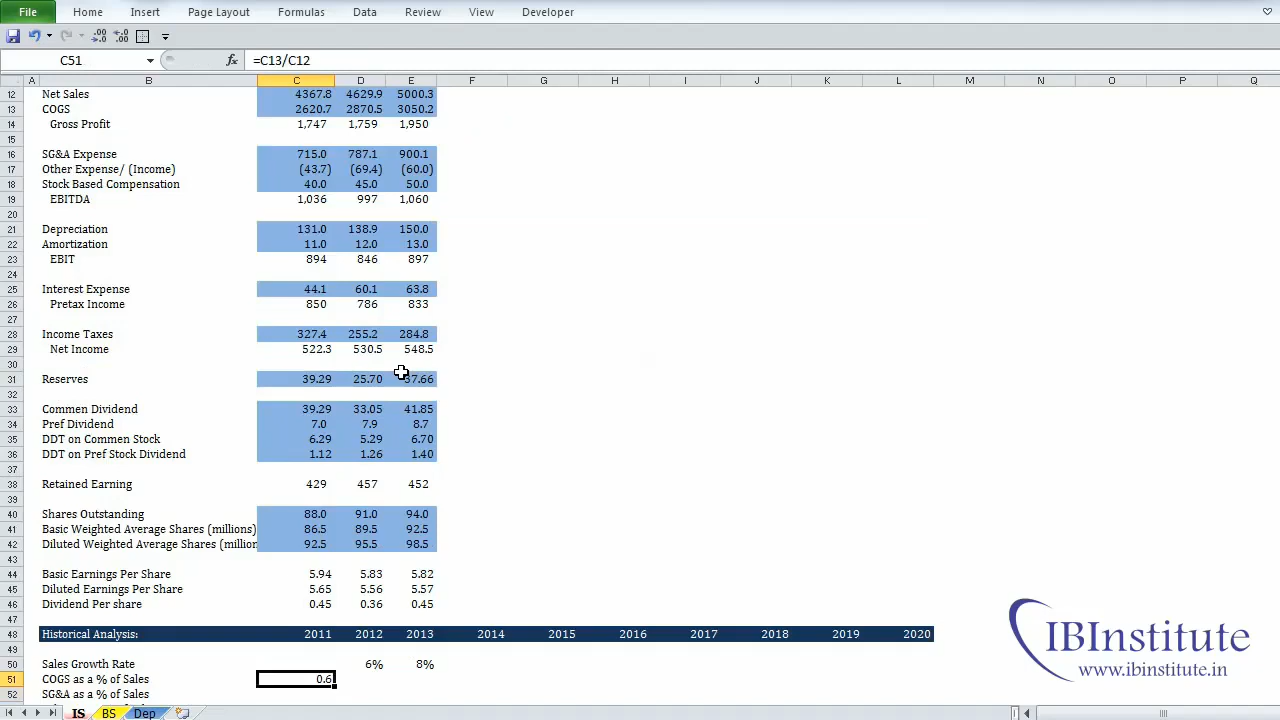 File Home Insert Page Layout Formulas Data Review View Developer
C51 fx =C13/C12
A B C D E F G H I J K L M N O P Q
12 Net Sales 4367.8 4629.9 5000.3
13 COGS 2620.7 2870.5 3050.2
14 Gross Profit 1,747 1,759 1,950
15
16 SG&A Expense 715.0 787.1 900.1
17 Other Expense/ (Income) (43.7) (69.4) (60.0)
18 Stock Based Compensation 40.0 45.0 50.0
19 EBITDA 1,036 997 1,060
20
21 Depreciation 131.0 138.9 150.0
22 Amortization 11.0 12.0 13.0
23 EBIT 894 846 897
24
25 Interest Expense 44.1 60.1 63.8
26 Pretax Income 850 786 833
27
28 Income Taxes 327.4 255.2 284.8
29 Net Income 522.3 530.5 548.5
30
31 Reserves 39.29 25.70 37.66
32
33 Commen Dividend 39.29 33.05 41.85
34 Pref Dividend 7.0 7.9 8.7
35 DDT on Commen Stock 6.29 5.29 6.70
36 DDT on Pref Stock Dividend 1.12 1.26 1.40
37
38 Retained Earning 429 457 452
39
40 Shares Outstanding 88.0 91.0 94.0
41 Basic Weighted Average Shares (millions) 86.5 89.5 92.5
42 Diluted Weighted Average Shares (million 92.5 95.5 98.5
43
44 Basic Earnings Per Share 5.94 5.83 5.82
45 Diluted Earnings Per Share 5.65 5.56 5.57
46 Dividend Per share 0.45 0.36 0.45
47
48 Historical Analysis: 2011 2012 2013 2014 2015 2016 2017 2018 2019 2020
49
50 Sales Growth Rate 6% 8%
51 COGS as a % of Sales 0.6
52 SG&A as a % of Sales
IS BS Dep
IBInstitute
www.ibinstitute.in